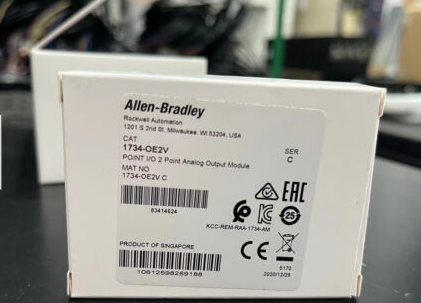 Allen-Bradley
Rockwell Automation
1201 S 2nd St, Milwaukee, WI 53204, USA
CAT
1734-OE2V
POINT I/O 2 Point Analog Output Module
MAT NO
1734-OE2V C
SER
C
83414624
EAC
25
KCC-REM-RAA-1734-AM
PRODUCT OF SINGAPORE
CE
10612598269188
5170
2020/12/28